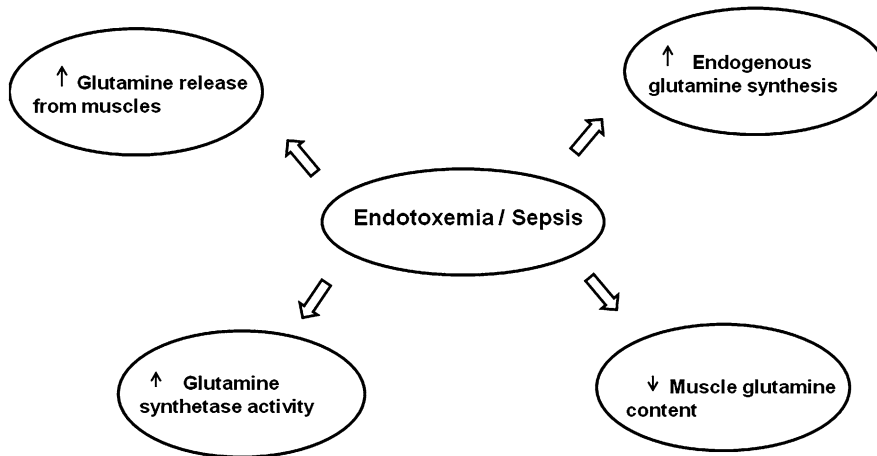 ↑ Glutamine release
from muscles
↑ Endogenous
glutamine synthesis
Endotoxemia / Sepsis
↑ Glutamine
synthetase activity
↓ Muscle glutamine
content